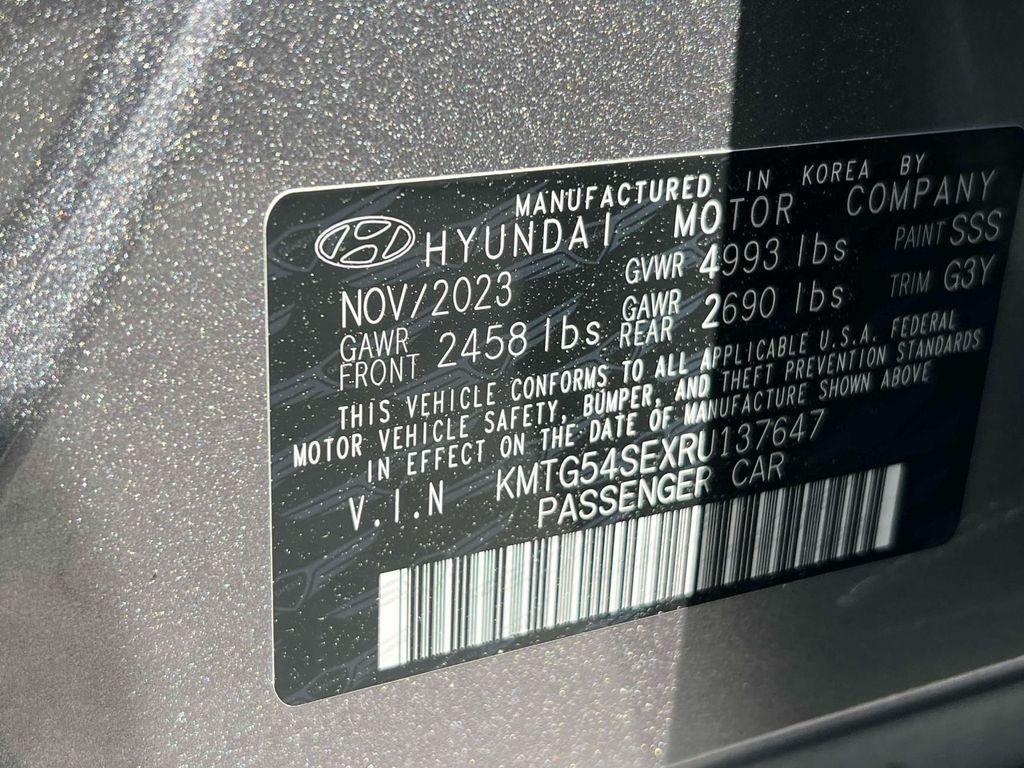 MANUFACTURED IN KOREA BY
HYUNDAI MOTOR COMPANY
NOV/2023 GVWR 4993 lbs PAINT SSS
GAWR FRONT 2458 lbs GAWR REAR 2690 lbs TRIM G3Y
THIS VEHICLE CONFORMS TO ALL APPLICABLE U.S.A. FEDERAL
MOTOR VEHICLE SAFETY, BUMPER, AND THEFT PREVENTION STANDARDS
IN EFFECT ON THE DATE OF MANUFACTURE SHOWN ABOVE
V.I.N KMTG54SEXRU137647
PASSENGER CAR